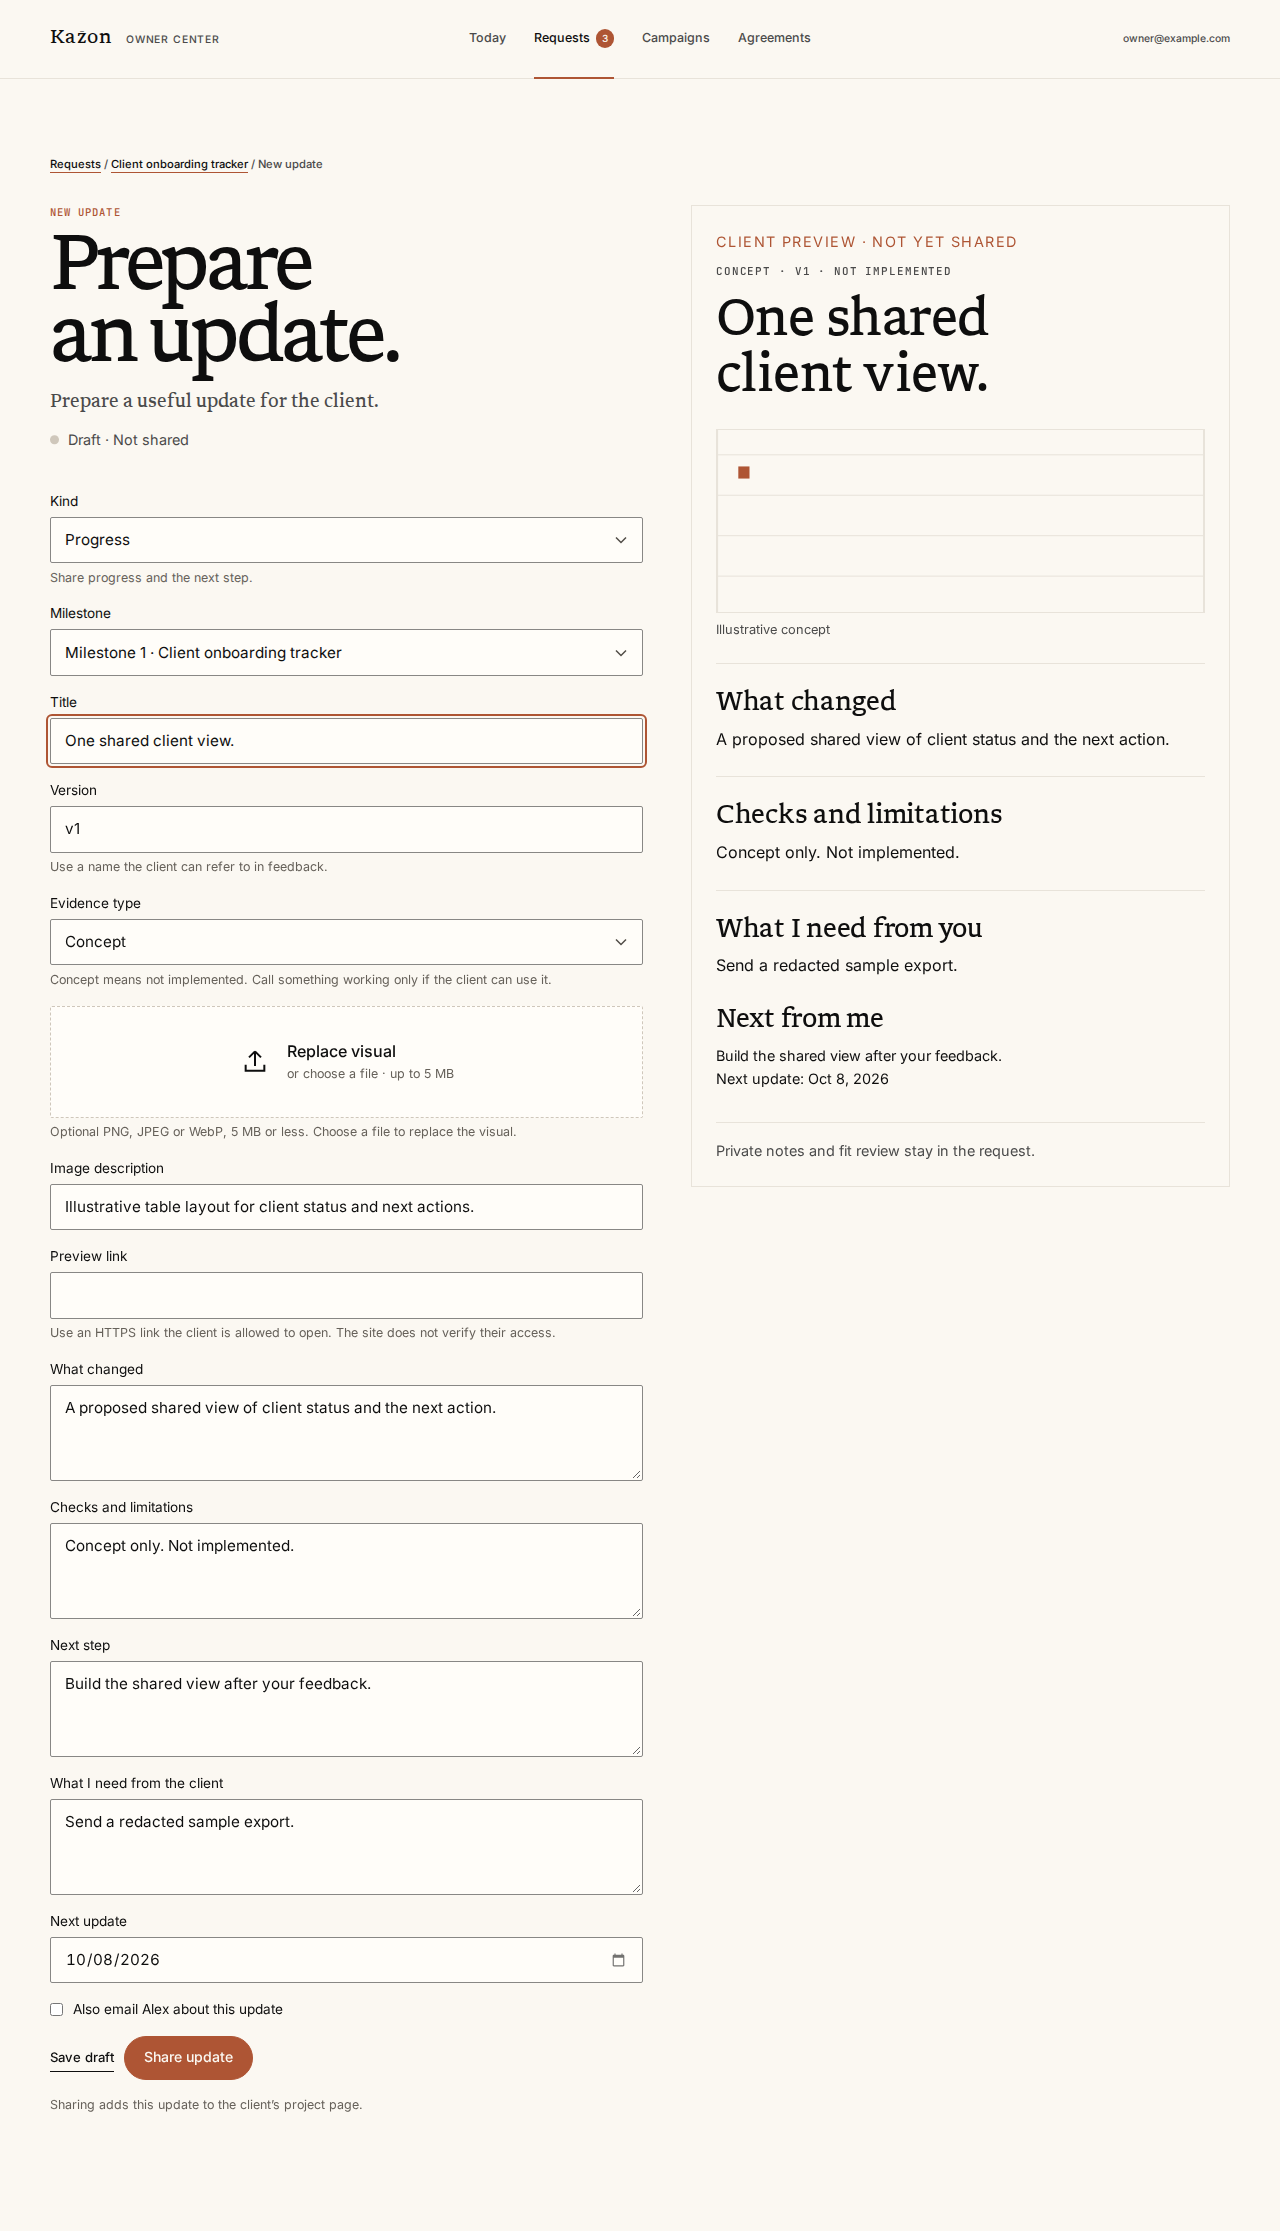 Kažon OWNER CENTER
Today
Requests 3
Campaigns
Agreements
owner@example.com
Requests / Client onboarding tracker / New update
NEW UPDATE
Prepare
an update.
Prepare a useful update for the client.
Draft · Not shared
Kind
Progress
Share progress and the next step.
Milestone
Milestone 1 · Client onboarding tracker
Title
One shared client view.
Version
v1
Use a name the client can refer to in feedback.
Evidence type
Concept
Concept means not implemented. Call something working only if the client can use it.
Replace visual
or choose a file · up to 5 MB
Optional PNG, JPEG or WebP, 5 MB or less. Choose a file to replace the visual.
Image description
Illustrative table layout for client status and next actions.
Preview link
Use an HTTPS link the client is allowed to open. The site does not verify their access.
What changed
A proposed shared view of client status and the next action.
Checks and limitations
Concept only. Not implemented.
Next step
Build the shared view after your feedback.
What I need from the client
Send a redacted sample export.
Next update
10/08/2026
Also email Alex about this update
Save draft
Share update
Sharing adds this update to the client’s project page.
CLIENT PREVIEW · NOT YET SHARED
CONCEPT · V1 · NOT IMPLEMENTED
One shared
client view.
Illustrative concept
What changed
A proposed shared view of client status and the next action.
Checks and limitations
Concept only. Not implemented.
What I need from you
Send a redacted sample export.
Next from me
Build the shared view after your feedback.
Next update: Oct 8, 2026
Private notes and fit review stay in the request.